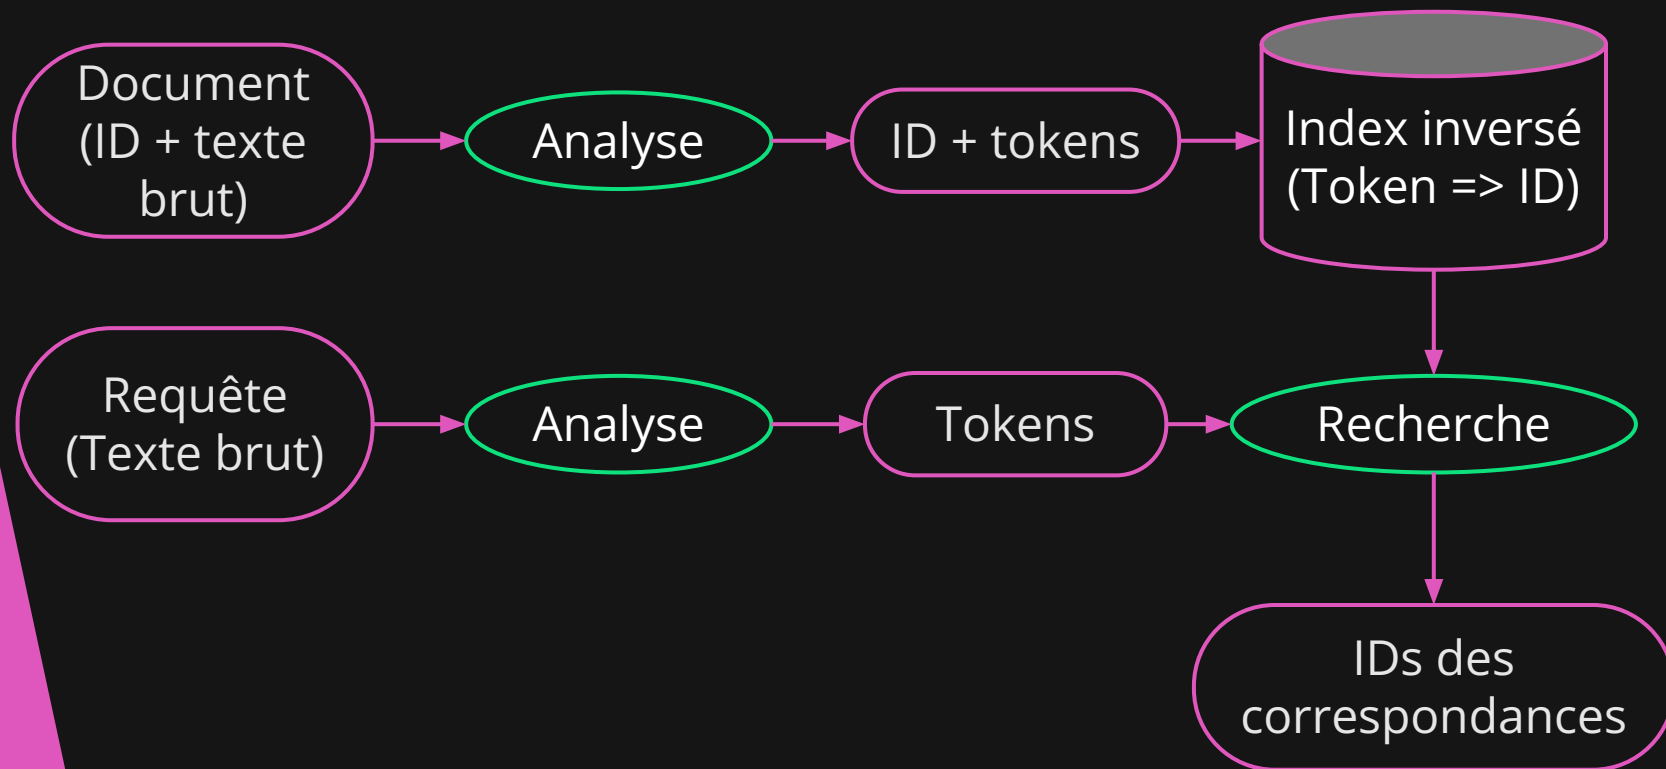 Document
(ID + texte
brut)
Analyse
ID + tokens
Index inversé
(Token => ID)
Requête
(Texte brut)
Analyse
Tokens
Recherche
IDs des
correspondances